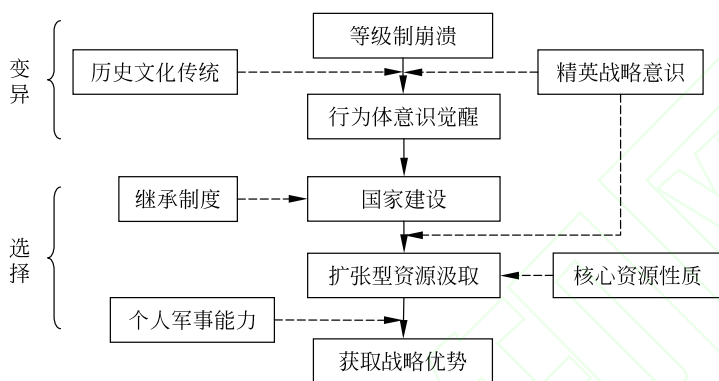 等级制崩溃
变异
历史文化传统
精英战略意识
行为体意识觉醒
继承制度
国家建设
选择
扩张型资源汲取
核心资源性质
个人军事能力
获取战略优势